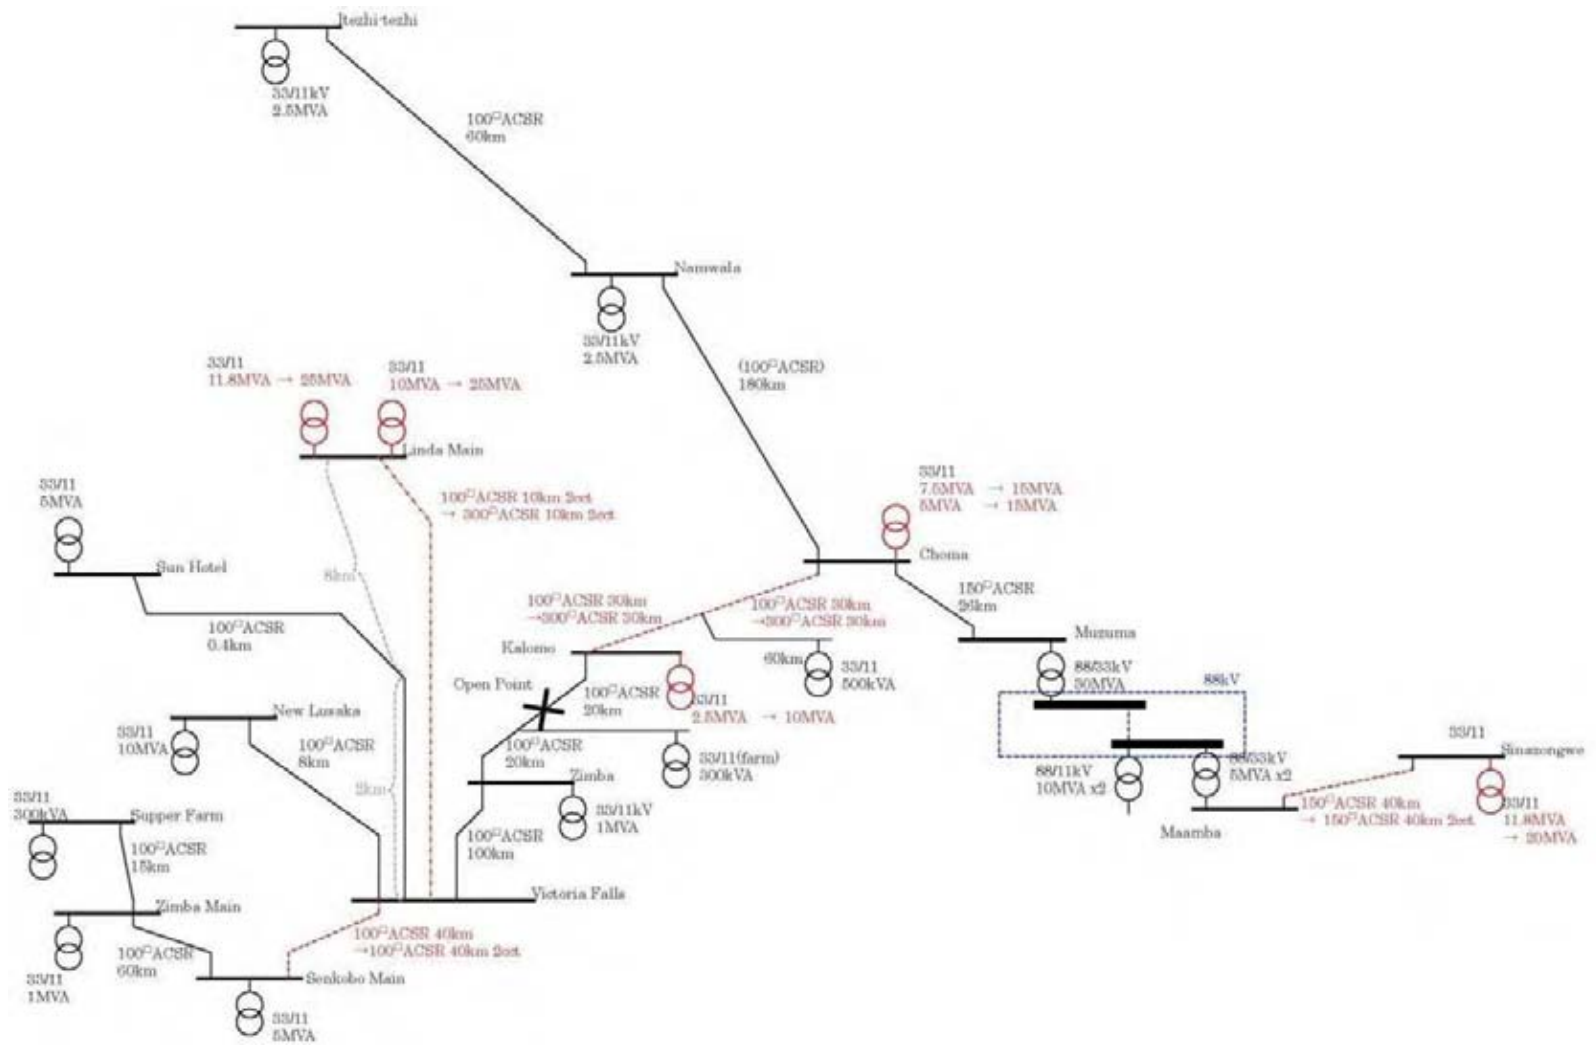 Itezhi-tezhi
33/11kV
2.5MVA
100□ACSR
60km
Namwala
33/11kV
2.5MVA
(100□ACSR)
180km
33/11
11.8MVA → 25MVA
33/11
10MVA → 25MVA
Linda Main
100□ACSR 10km 2cct
→ 300□ACSR 10km 2cct
33/11
5MVA
Sun Hotel
8km
100□ACSR
0.4km
33/11
7.5MVA → 15MVA
5MVA → 15MVA
Choma
150□ACSR
26km
Muzuma
88/33kV
30MVA
88kV
100□ACSR 30km
→300□ACSR 30km
100□ACSR 30km
→300□ACSR 30km
Kalomo
60km
33/11
500kVA
Open Point
100□ACSR
20km
33/11
2.5MVA → 10MVA
New Lusaka
33/11
10MVA
100□ACSR
8km
100□ACSR
20km
33/11(farm)
300kVA
Zimba
33/11kV
1MVA
2km
100□ACSR
100km
88/11kV
10MVA x2
88/33kV
5MVA x2
Maamba
33/11
Sinazongwe
150□ACSR 40km
→ 150□ACSR 40km 2cct
33/11
11.8MVA
→ 20MVA
33/11
300kVA
Supper Farm
100□ACSR
15km
Victoria Falls
Zimba Main
33/11
1MVA
100□ACSR
60km
100□ACSR 40km
→100□ACSR 40km 2cct
Senkobo Main
33/11
5MVA